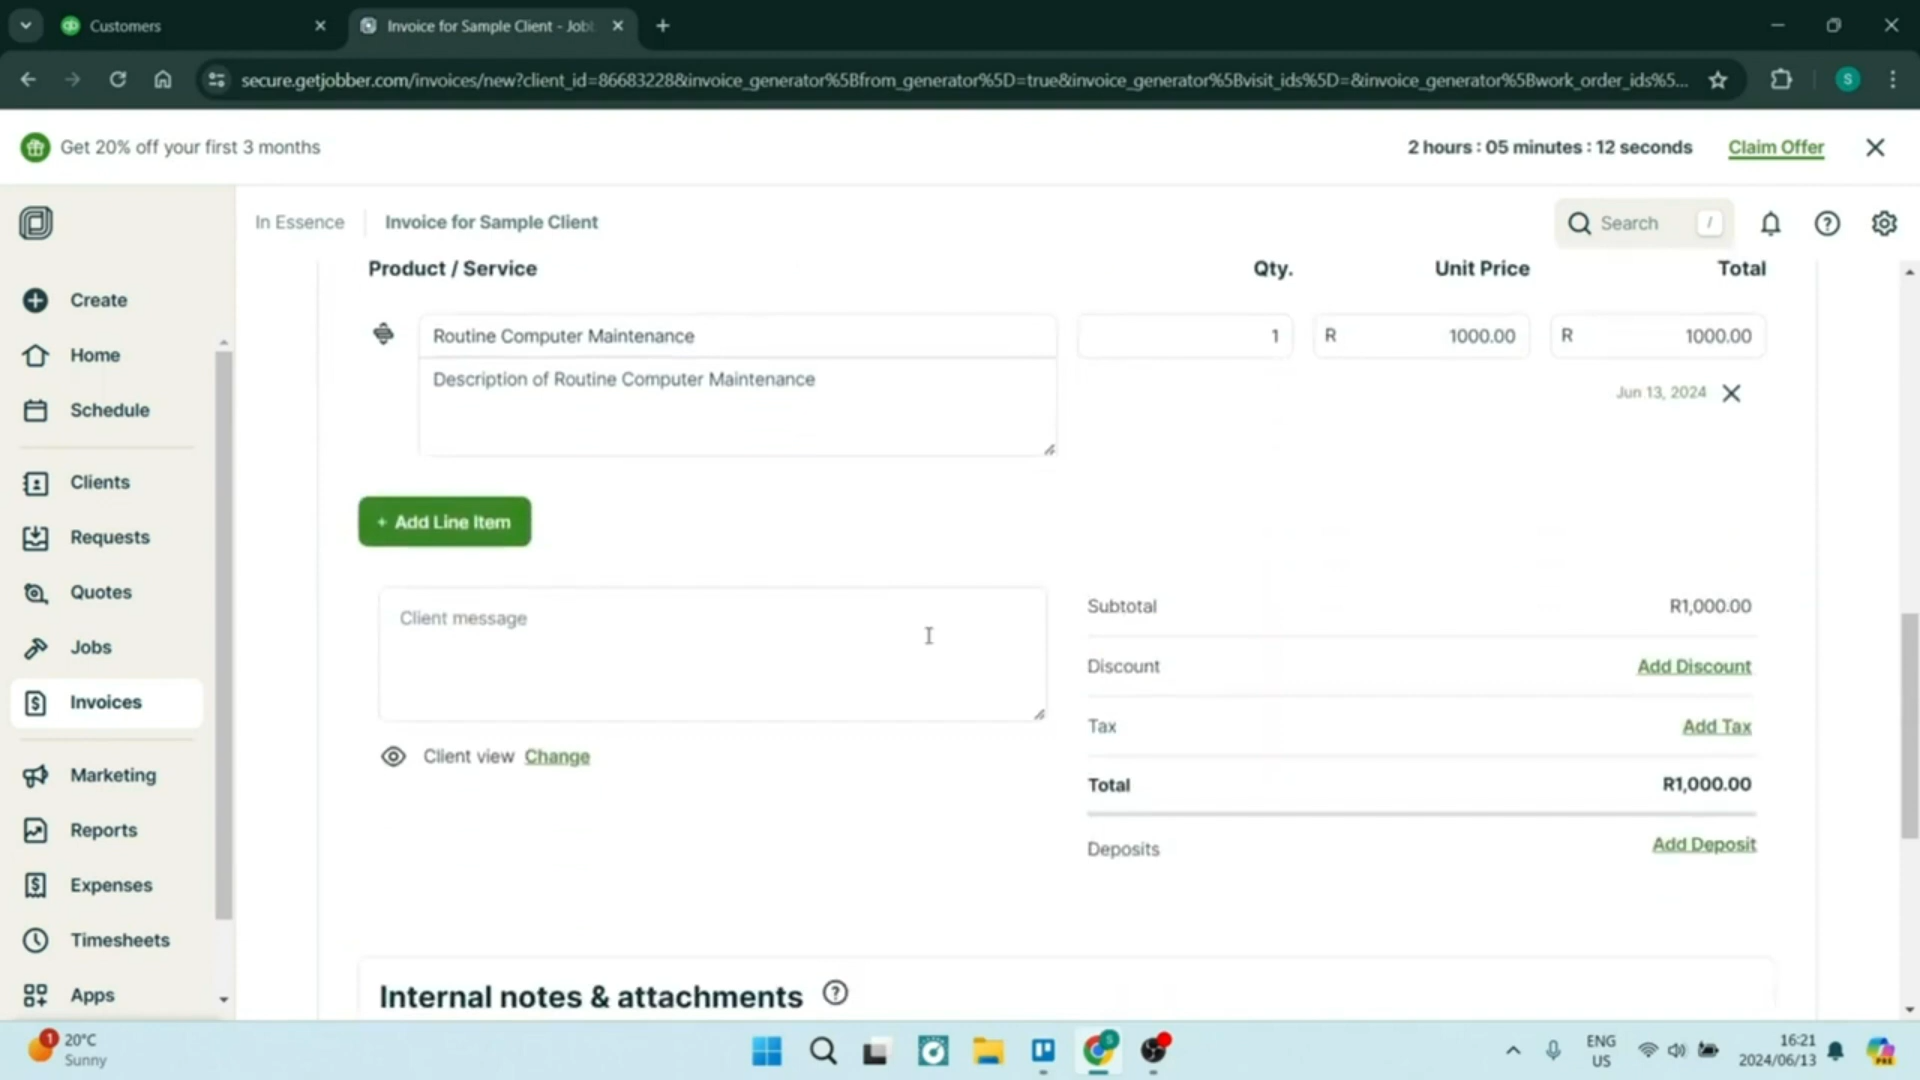 Customers
Invoice for Sample Client - Job
secure.getjobber.com/invoices/new?client_id=86683228&invoice_generator%5Bfrom_generator%5D=true&invoice_generator%5Bvisit_ids%5D=&invoice_generator%5Bwork_order_ids%5...
S
Get 20% off your first 3 months
2 hours : 05 minutes : 12 seconds
Claim Offer
In Essence
Invoice for Sample Client
Search
/
Create
Home
Schedule
Clients
Requests
Quotes
Jobs
Invoices
Marketing
Reports
Expenses
Timesheets
Apps
Product / Service
Qty.
Unit Price
Total
Routine Computer Maintenance
1
R 1000.00
R 1000.00
Description of Routine Computer Maintenance
Jun 13, 2024
+ Add Line Item
Client message
Client view Change
Subtotal
R1,000.00
Discount
Add Discount
Tax
Add Tax
Total
R1,000.00
Deposits
Add Deposit
Internal notes & attachments
1
20°C
Sunny
S
ENG
US
16:21
2024/06/13
PRE